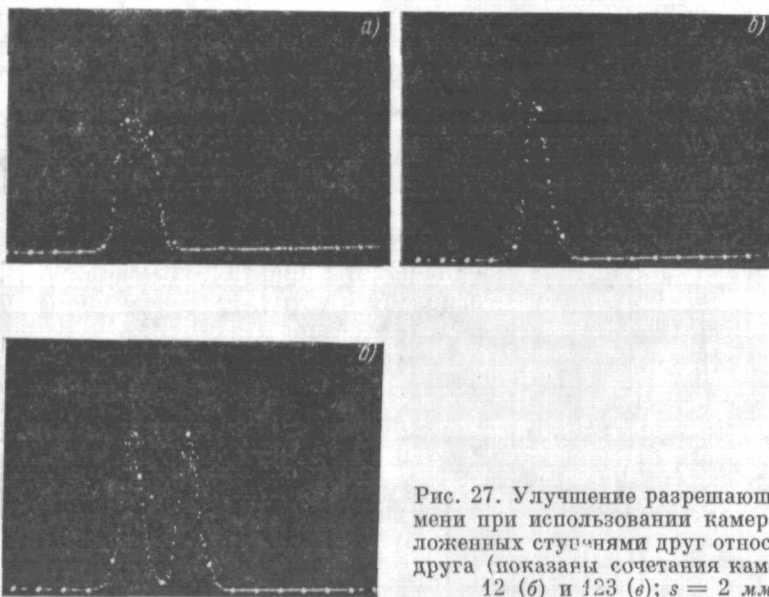 а)
б)
Рис. 27. Улучшение разрешающ
мени при использовании камер
ложенных ступенями друг относ
друга (показаны сочетания кам
12 (б) и 123 (в); s = 2 мм